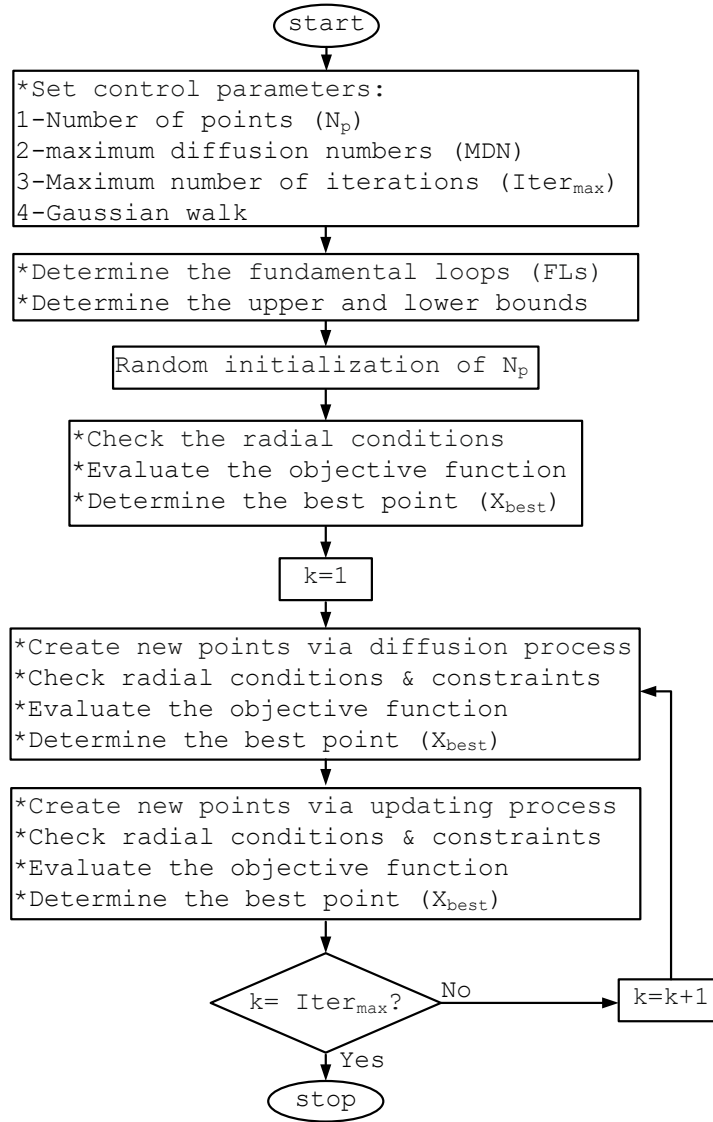 start
*Set control parameters:
1-Number of points (Np)
2-maximum diffusion numbers (MDN)
3-Maximum number of iterations (Itermax)
4-Gaussian walk
*Determine the fundamental loops (FLs)
*Determine the upper and lower bounds
Random initialization of Np
*Check the radial conditions
*Evaluate the objective function
*Determine the best point (Xbest)
k=1
*Create new points via diffusion process
*Check radial conditions & constraints
*Evaluate the objective function
*Determine the best point (Xbest)
*Create new points via updating process
*Check radial conditions & constraints
*Evaluate the objective function
*Determine the best point (Xbest)
k= Itermax?
No
k=k+1
Yes
stop